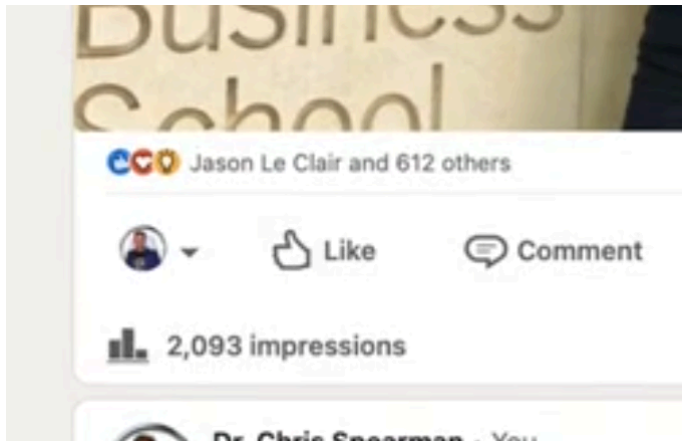 Business
School
Jason Le Clair and 612 others
Like
Comment
2,093 impressions
Dr. Chris Spearman · You